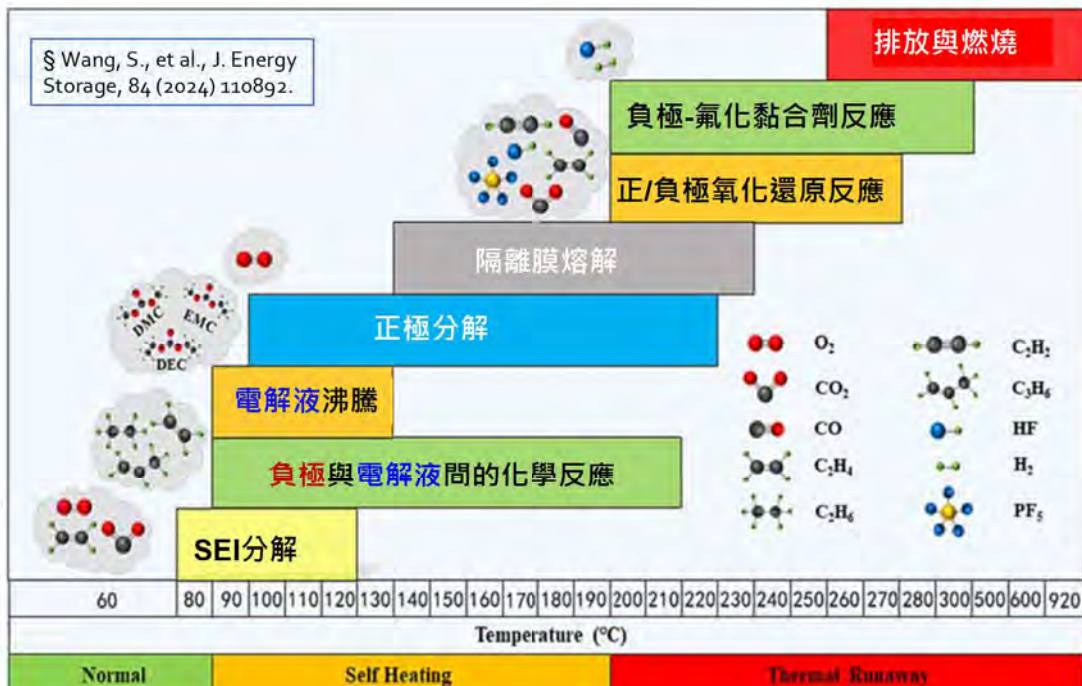 § Wang, S., et al., J. Energy
Storage, 84 (2024) 110892.
排放與燃燒
負極-氟化黏合劑反應
正/負極氧化還原反應
隔離膜熔解
正極分解
電解液沸騰
負極與電解液間的化學反應
SEI分解
DMC
EMC
DEC
O₂
CO₂
CO
C₂H₄
C₂H₆
C₂H₂
C₃H₆
HF
H₂
PF₅
60 80 90 100 110 120 130 140 150 160 170 180 190 200 210 220 230 240 250 260 270 280 300 500 600 920
Temperature (°C)
Normal Self Heating Thermal Runaway